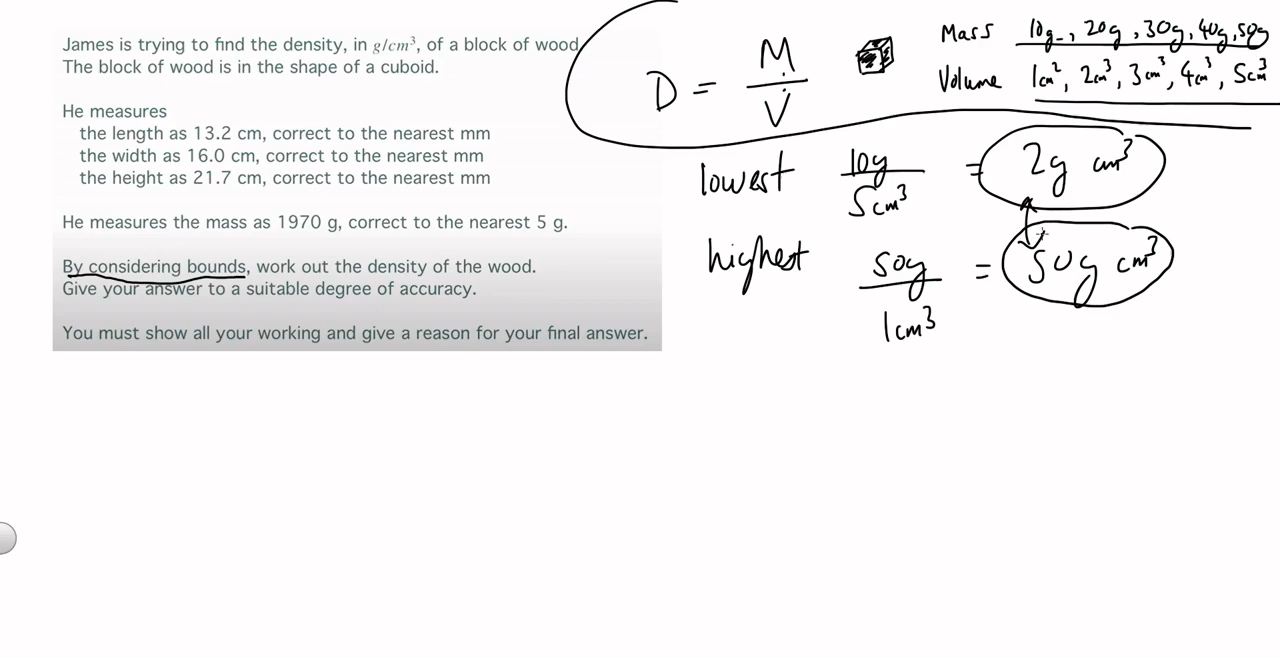 James is trying to find the density, in g/cm³, of a block of wood
The block of wood is in the shape of a cuboid.
He measures
the length as 13.2 cm, correct to the nearest mm
the width as 16.0 cm, correct to the nearest mm
the height as 21.7 cm, correct to the nearest mm
He measures the mass as 1970 g, correct to the nearest 5 g.
By considering bounds, work out the density of the wood.
Give your answer to a suitable degree of accuracy.
You must show all your working and give a reason for your final answer.
D = M/V
Mass 10g, 20g, 30g, 40g, 50g
Volume 1cm², 2cm³, 3cm³, 4cm³, 5cm³
lowest 10g/5cm³ = 2g cm³
highest 50g/1cm³ = 50g cm³